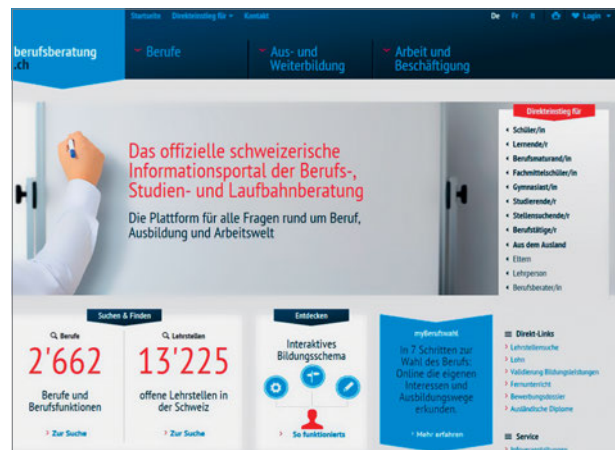 Startseite Direkteinstieg für Kontakt
De Fr It Login
berufsberatung
.ch
Berufe
Aus- und
Weiterbildung
Arbeit und
Beschäftigung
Das offizielle schweizerische
Informationsportal der Berufs-,
Studien- und Laufbahnberatung
Die Plattform für alle Fragen rund um Beruf,
Ausbildung und Arbeitswelt
Direkteinstieg für
Schüler/in
Lernende/r
Berufsmaturand/in
Fachmittelschüler/in
Gymnasiast/in
Studierende/r
Stellensuchende/r
Berufstätige/r
Aus dem Ausland
Eltern
Lehrperson
Berufsberater/in
Suchen & Finden
Berufe
2'662
Berufe und
Berufsfunktionen
> Zur Suche
Lehrstellen
13'225
offene Lehrstellen in
der Schweiz
> Zur Suche
Entdecken
Interaktives
Bildungsschema
> So funktionierts
myBerufswahl
In 7 Schritten zur
Wahl des Berufs:
Online die eigenen
Interessen und
Ausbildungswege
erkunden.
> Mehr erfahren
Direkt-Links
> Lehrstellensuche
> Lohn
> Validierung Bildungsleistungen
> Fernunterricht
> Bewerbungsdossier
> Ausländische Diplome
Service